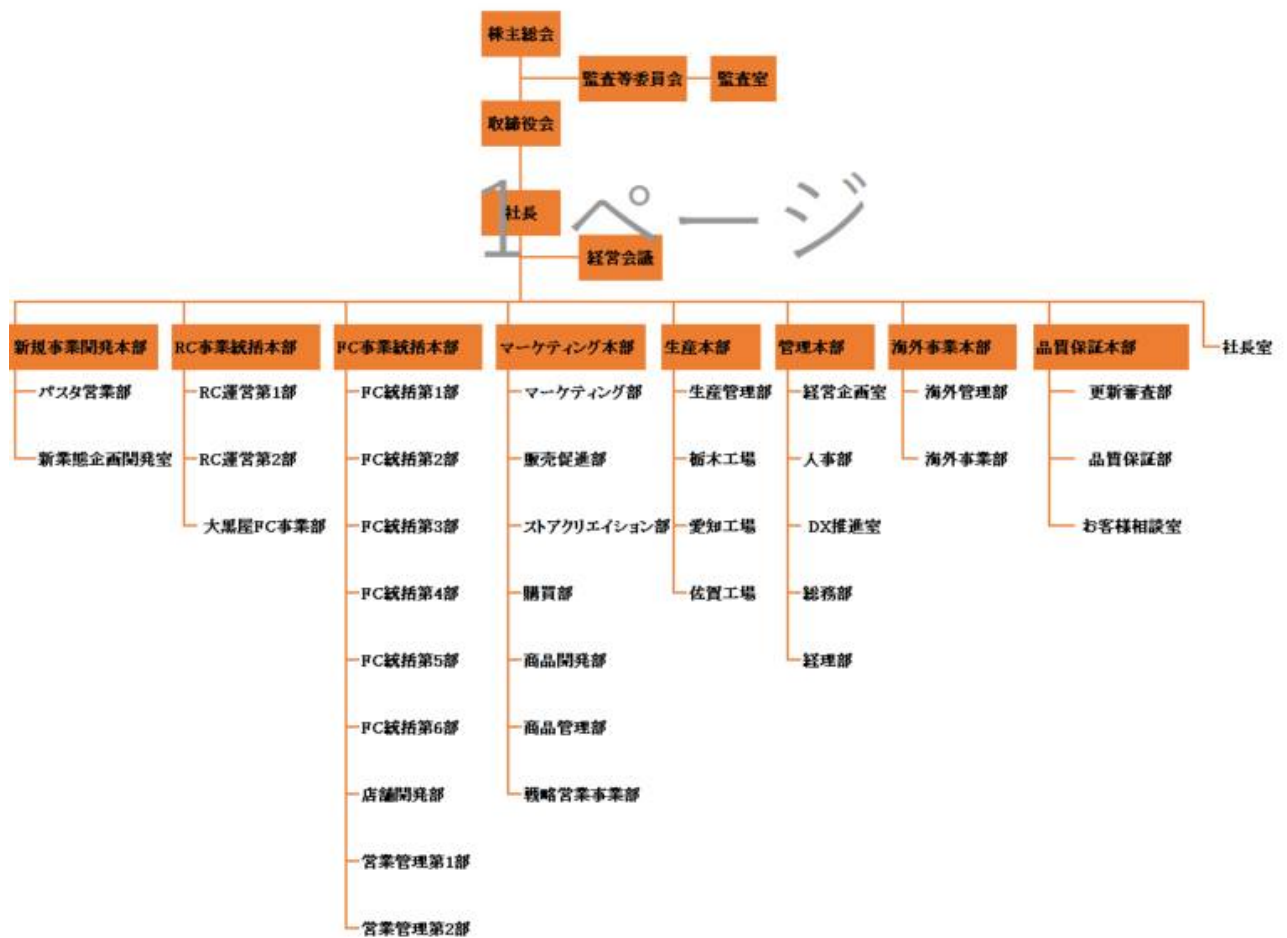 株主総会
監査等委員会
監査室
取締役会
社長
1 ページ
経営会議
新規事業開発本部
RC事業統括本部
FC事業統括本部
マーケティング本部
生産本部
管理本部
海外事業本部
品質保証本部
社長室
パスタ営業部
RC運営第1部
FC統括第1部
マーケティング部
生産管理部
経営企画室
海外管理部
更新審査部
新業態企画開発室
RC運営第2部
FC統括第2部
販売促進部
栃木工場
人事部
海外事業部
品質保証部
大黒屋FC事業部
FC統括第3部
ストアクリエイション部
愛知工場
DX推進室
お客様相談室
FC統括第4部
購買部
佐賀工場
総務部
FC統括第5部
商品開発部
経理部
FC統括第6部
商品管理部
店舗開発部
戦略営業事業部
営業管理第1部
営業管理第2部